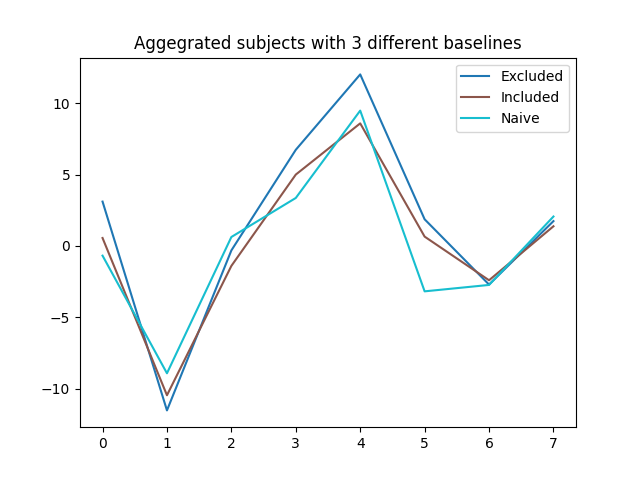 Aggegrated subjects with 3 different baselines
Excluded
Included
Naive
10
5
0
−5
−10
0 1 2 3 4 5 6 7